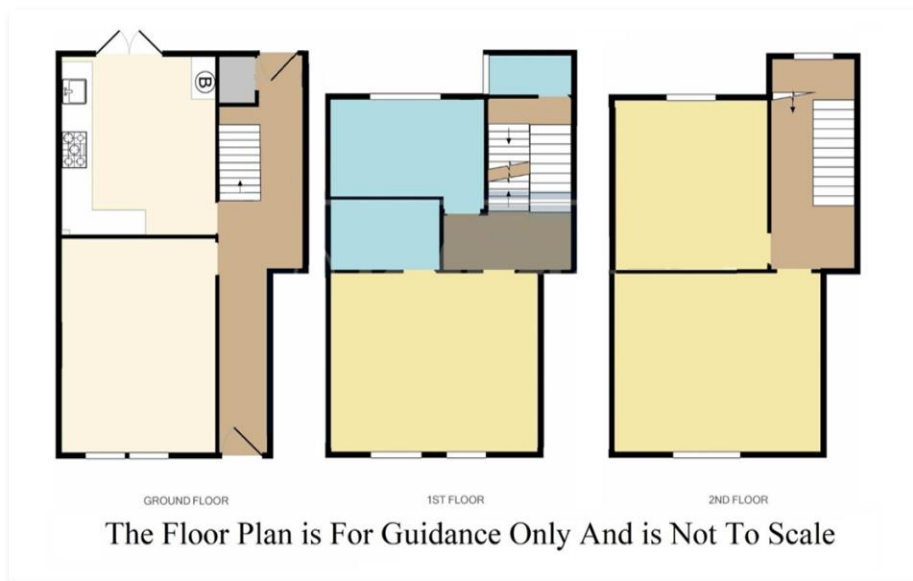 B
GROUND FLOOR
1ST FLOOR
2ND FLOOR
The Floor Plan is For Guidance Only And is Not To Scale